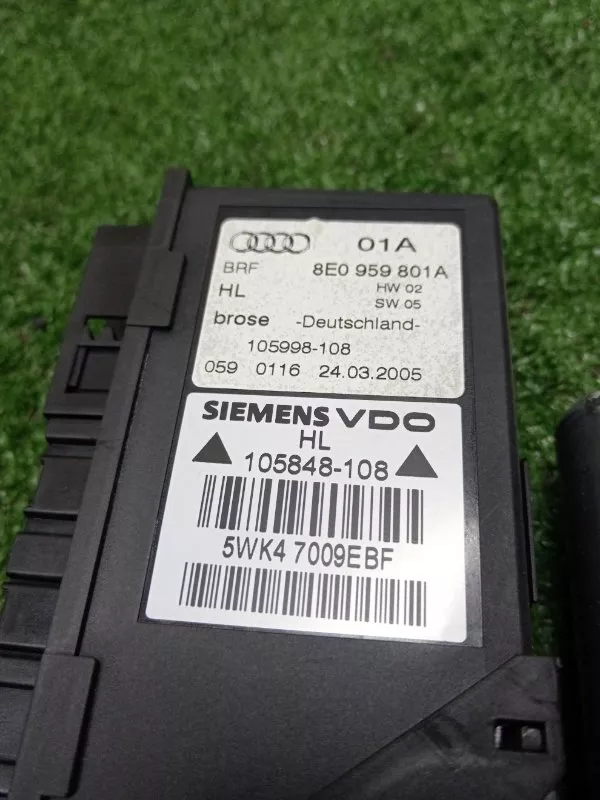 01A
BRF 8E0 959 801A
HL HW 02
SW 05
brose -Deutschland-
105998-108
059 0116 24.03.2005
SIEMENS VDO
HL
105848-108
5WK4 7009EBF